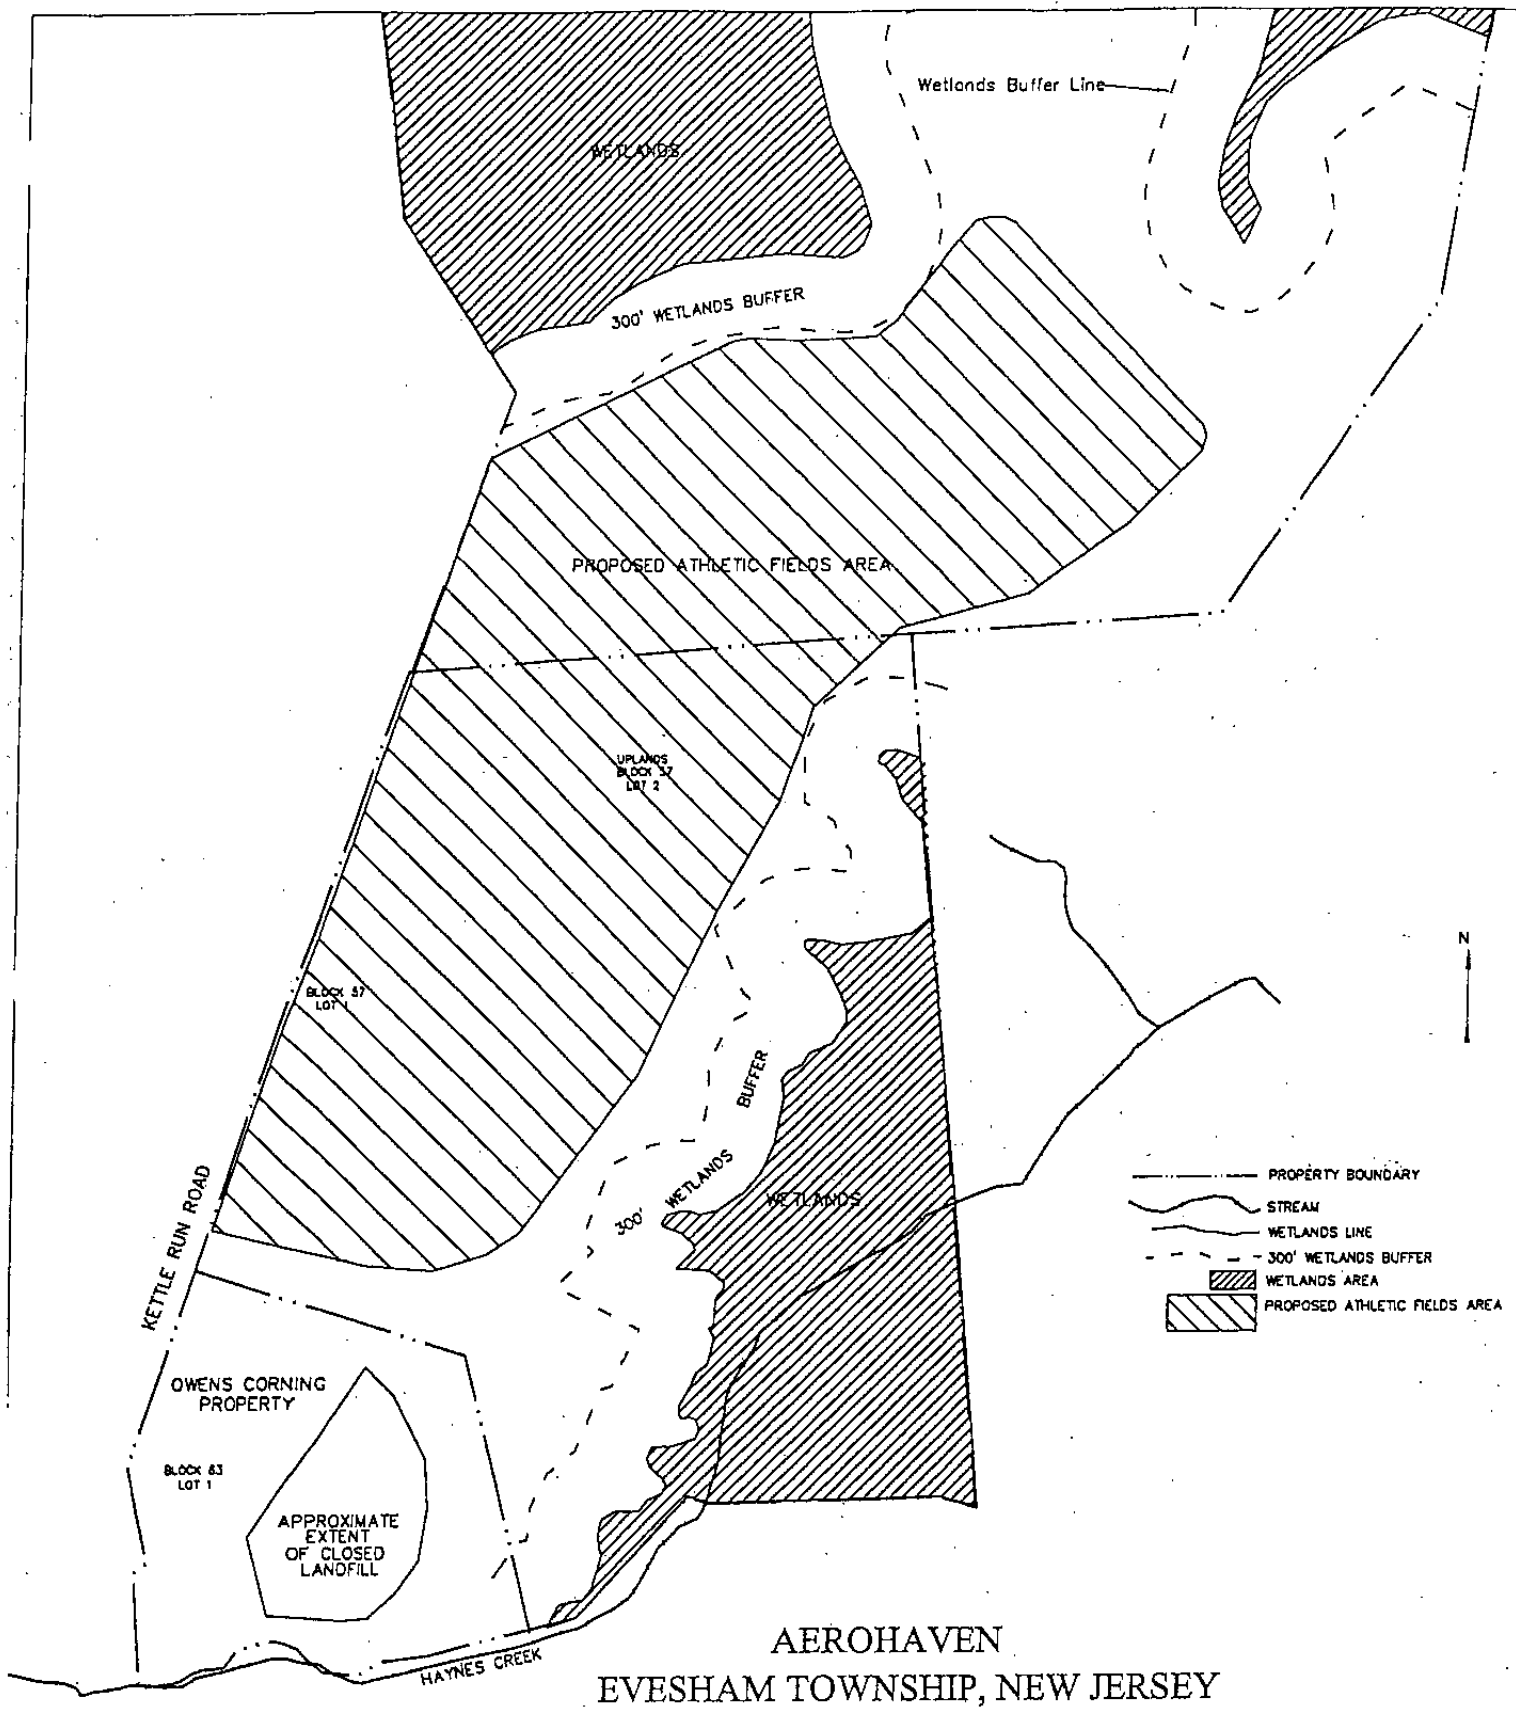 Wetlands Buffer Line
WETLANDS
300' WETLANDS BUFFER
PROPOSED ATHLETIC FIELDS AREA
UPLANDS
BLOCK 57
LOT 2
BLOCK 57
LOT 1
N
BUFFER
WETLANDS
300'
WETLANDS
KETTLE RUN ROAD
PROPERTY BOUNDARY
STREAM
WETLANDS LINE
300' WETLANDS BUFFER
WETLANDS AREA
PROPOSED ATHLETIC FIELDS AREA
OWENS CORNING
PROPERTY
BLOCK 83
LOT 1
APPROXIMATE
EXTENT
OF CLOSED
LANDFILL
HAYNES CREEK
AEROHAVEN
EVESHAM TOWNSHIP, NEW JERSEY